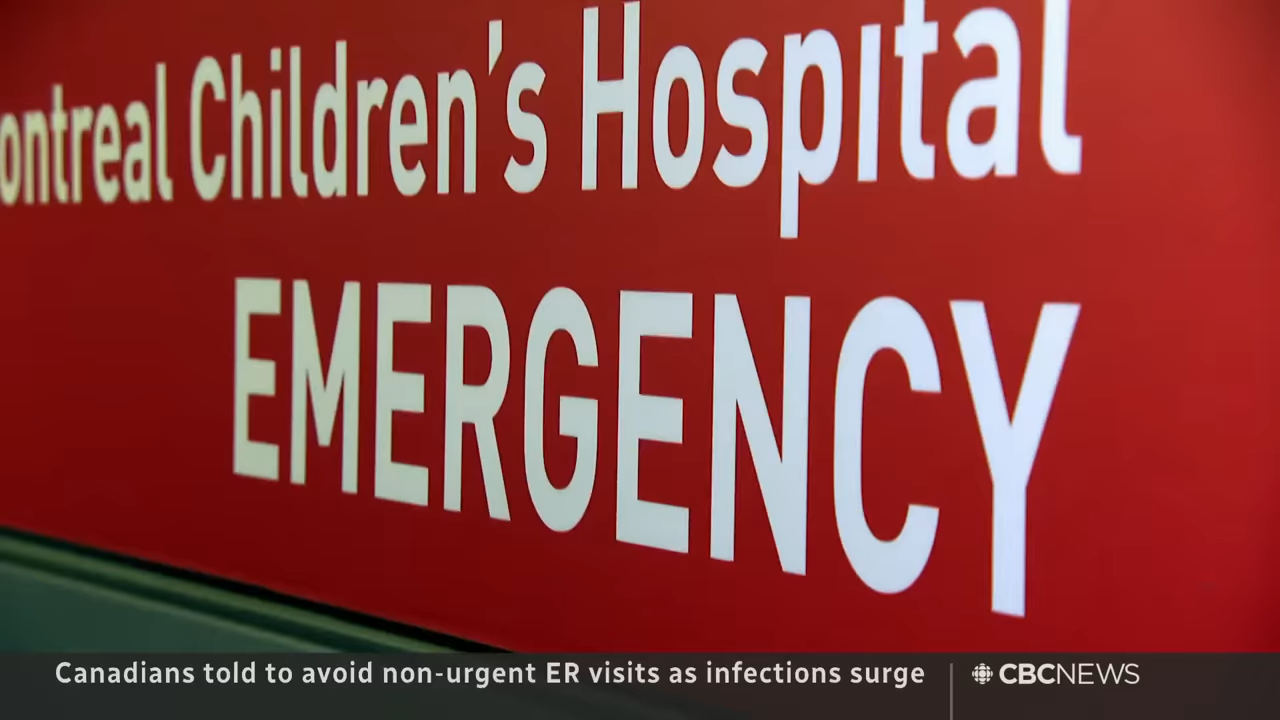 ontreal Children's Hospital
EMERGENCY
Canadians told to avoid non-urgent ER visits as infections surge
CBCNEWS